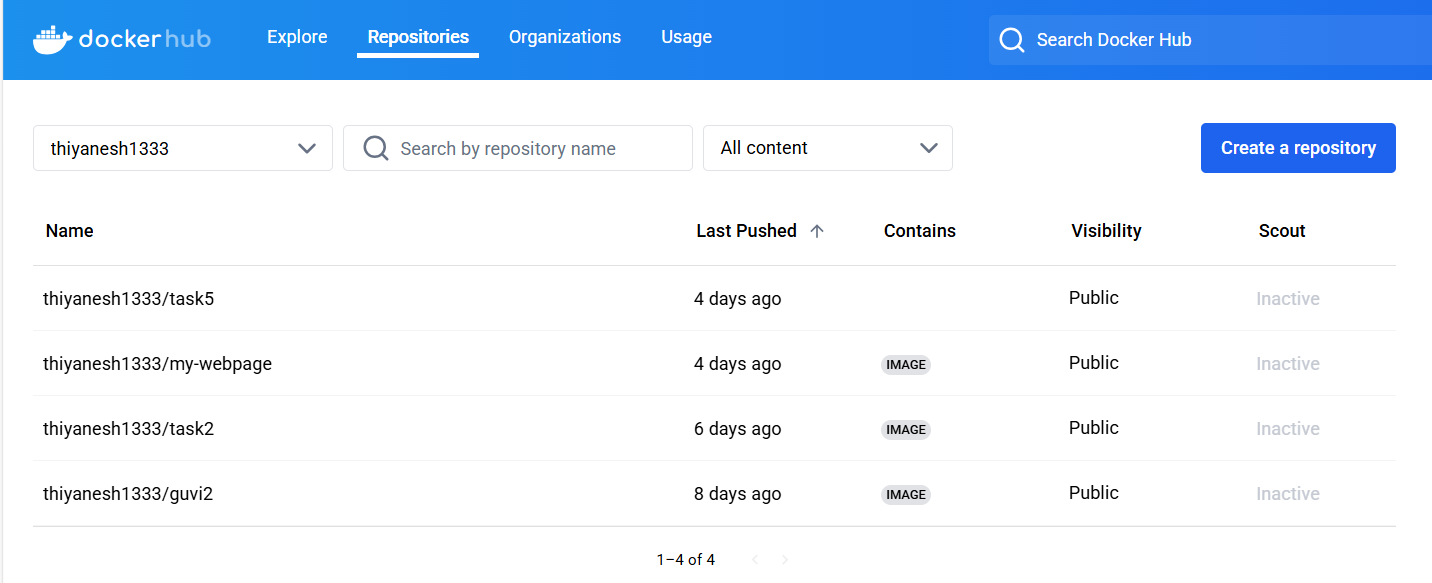 dockerhub Explore Repositories Organizations Usage Search Docker Hub
thiyanesh1333 Search by repository name All content Create a repository
Name Last Pushed Contains Visibility Scout
thiyanesh1333/task5 4 days ago Public Inactive
thiyanesh1333/my-webpage 4 days ago IMAGE Public Inactive
thiyanesh1333/task2 6 days ago IMAGE Public Inactive
thiyanesh1333/guvi2 8 days ago IMAGE Public Inactive
1–4 of 4